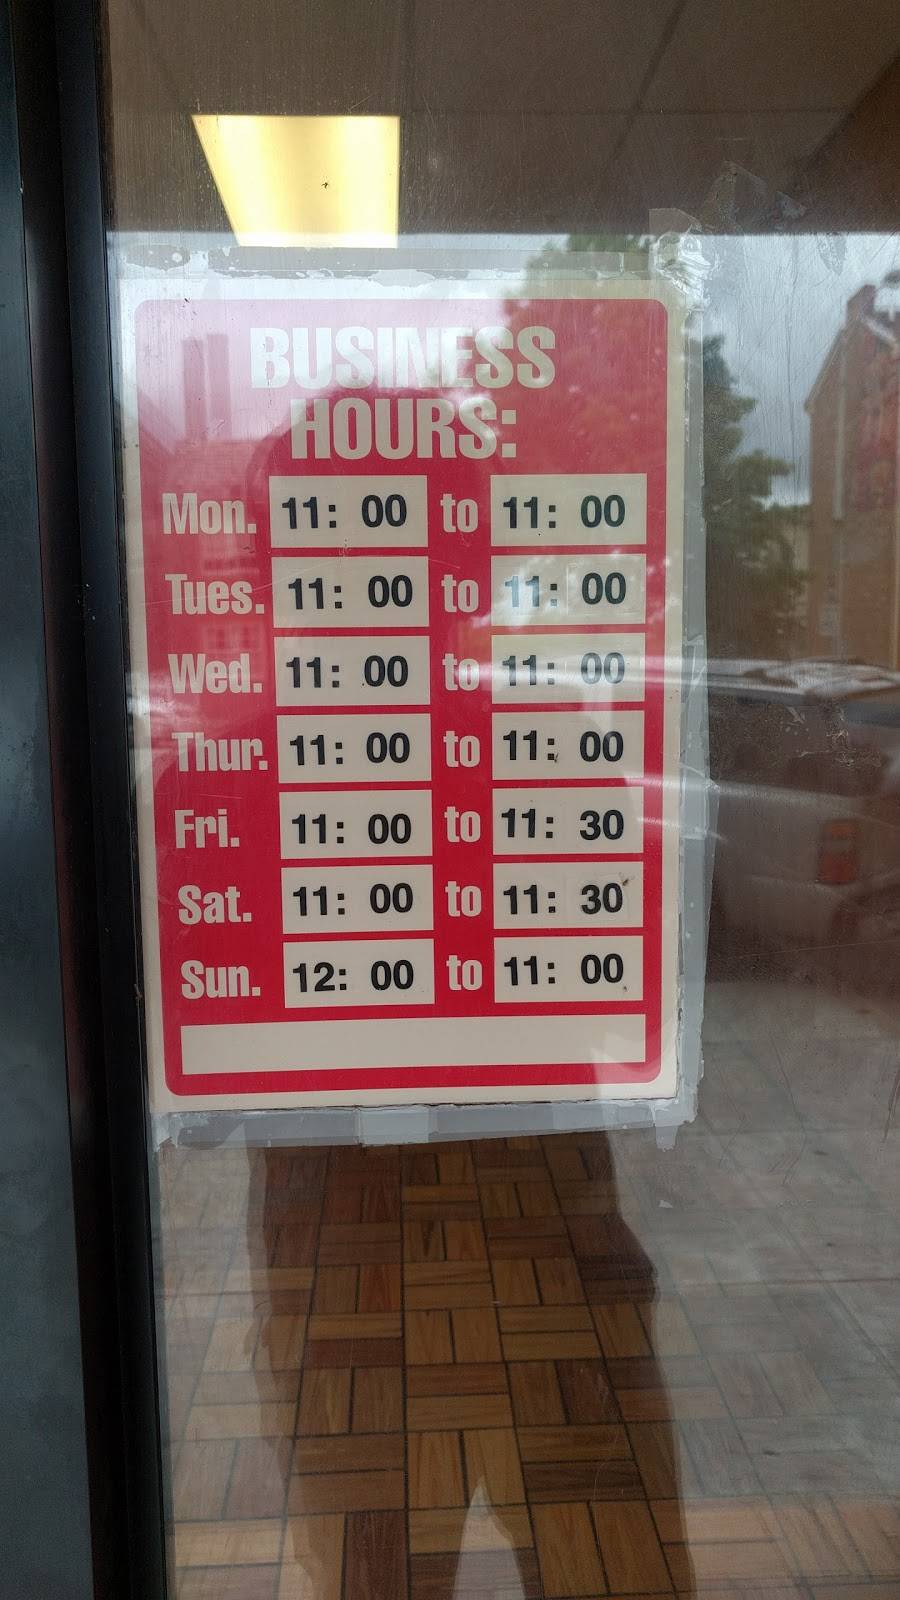 BUSINESS
HOURS:
Mon. 11: 00 to 11: 00
Tues. 11: 00 to 11: 00
Wed. 11: 00 to 11: 00
Thur. 11: 00 to 11: 00
Fri. 11: 00 to 11: 30
Sat. 11: 00 to 11: 30
Sun. 12: 00 to 11: 00